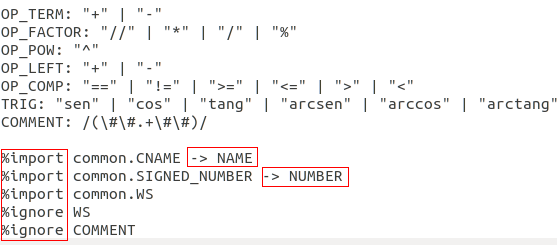 OP_TERM: "+" | "-"
OP_FACTOR: "//" | "*" | "/" | "%"
OP_POW: "^"
OP_LEFT: "+" | "-"
OP_COMP: "==" | "!=" | ">=" | "<=" | ">" | "<"
TRIG: "sen" | "cos" | "tang" | "arcsen" | "arccos" | "arctang"
COMMENT: /(\#\#.+\#\#)/
%import common.CNAME -> NAME
%import common.SIGNED_NUMBER -> NUMBER
%import common.WS
%ignore WS
%ignore COMMENT